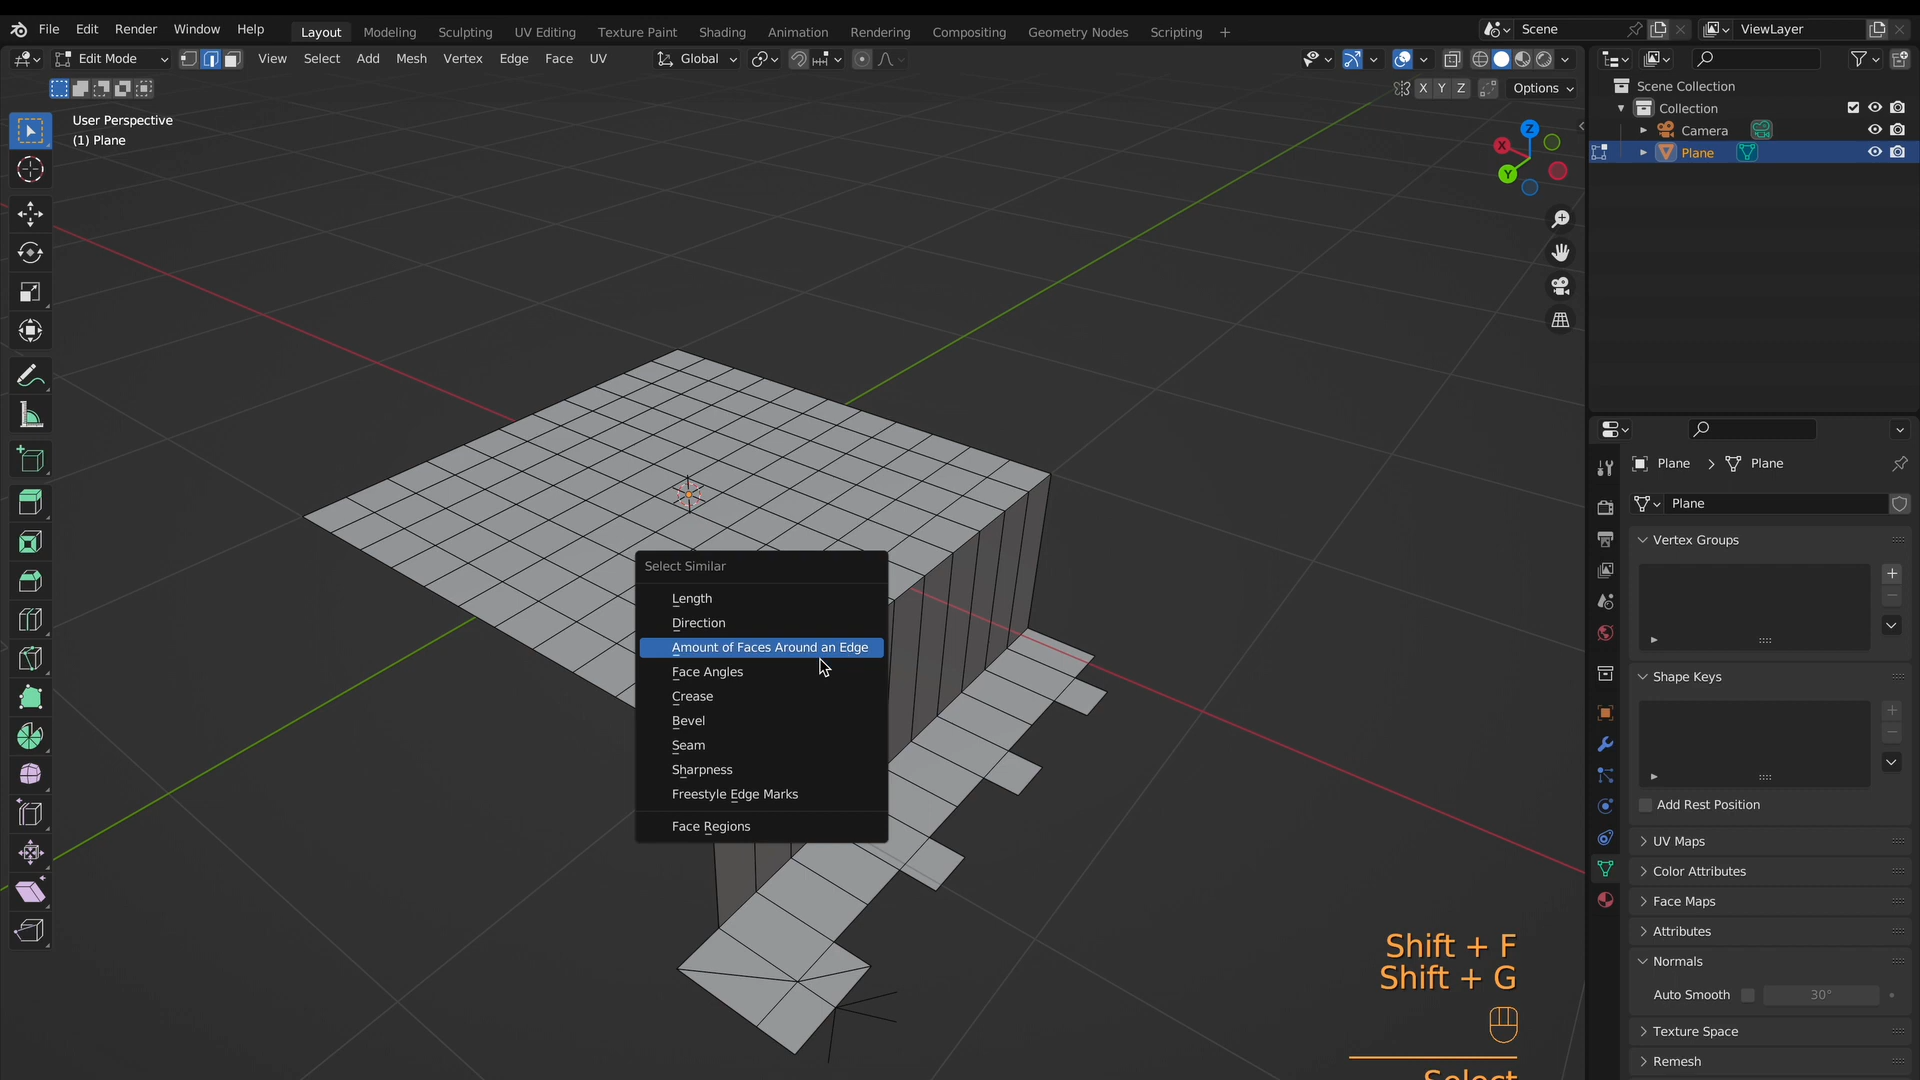 File Edit Render Window Help Layout Modeling Sculpting UV Editing Texture Paint Shading Animation Rendering Compositing Geometry Nodes Scripting + Scene ViewLayer
Edit Mode View Select Add Mesh Vertex Edge Face UV Global
X Y Z Options
User Perspective
(1) Plane
Z
X
Y
Scene Collection
Collection
Camera
Plane
Select Similar
Length
Direction
Amount of Faces Around an Edge
Face Angles
Crease
Bevel
Seam
Sharpness
Freestyle Edge Marks
Face Regions
Plane > Plane
Plane
Vertex Groups
Shape Keys
Add Rest Position
UV Maps
Color Attributes
Face Maps
Attributes
Normals
Auto Smooth 30°
Texture Space
Remesh
Shift + F
Shift + G
Select